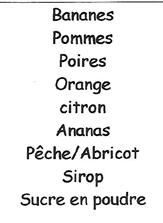 Bananes
Pommes
Poires
Orange
citron
Ananas
Pêche/Abricot
Sirop
Sucre en poudre